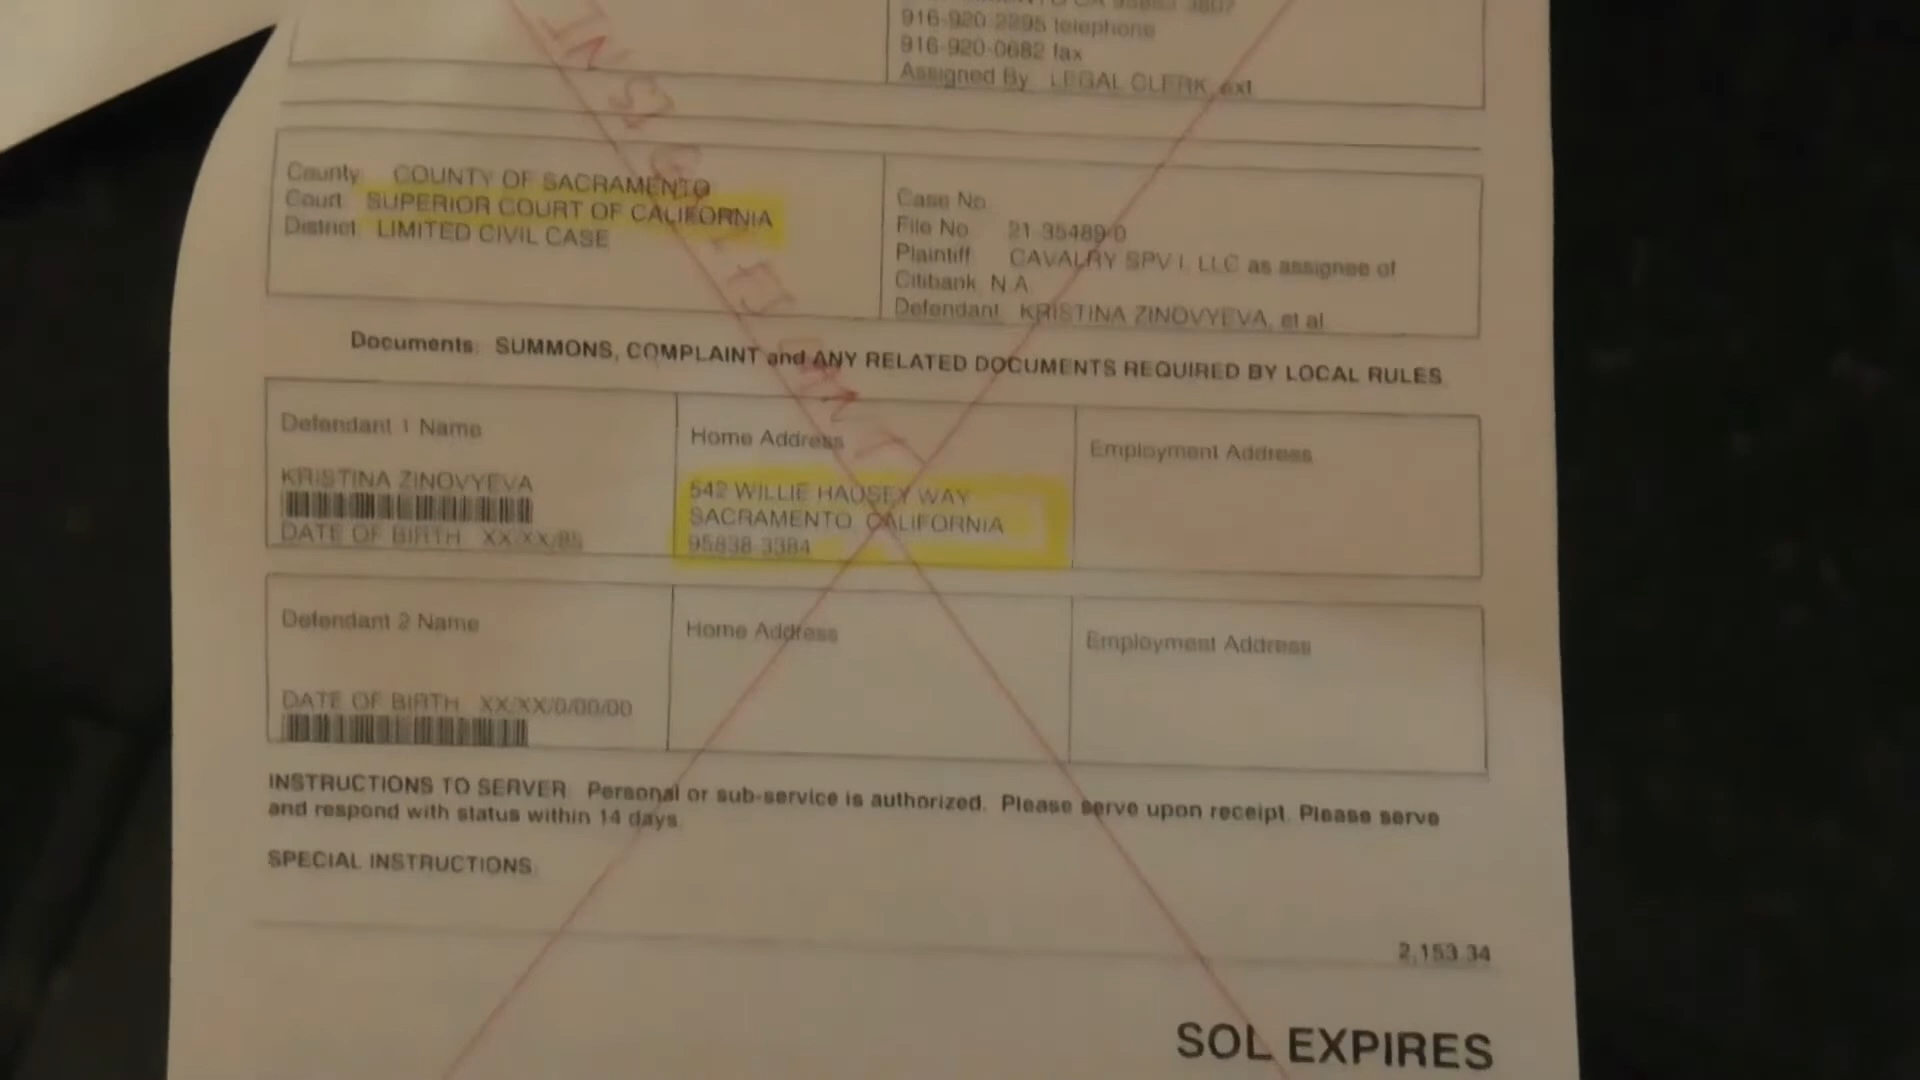 916-920-2295 telephone
916-920-0682 fax
Assigned By LEGAL CLERK, ext
County COUNTY OF SACRAMENTO
Court SUPERIOR COURT OF CALIFORNIA
District LIMITED CIVIL CASE
Case No.
File No 21-35489-0
Plaintiff CAVALRY SPV I, LLC as assignee of
Citibank, N.A.
Defendant KRISTINA ZINOVYEVA, et al
Documents: SUMMONS, COMPLAINT and ANY RELATED DOCUMENTS REQUIRED BY LOCAL RULES
Defendant 1 Name
KRISTINA ZINOVYEVA
DATE OF BIRTH XX/XX/85
Home Address
542 WILLIE HAUSEY WAY
SACRAMENTO, CALIFORNIA
95838-3384
Employment Address
Defendant 2 Name
DATE OF BIRTH XX/XX/0/00/00
Home Address
Employment Address
INSTRUCTIONS TO SERVER: Personal or sub-service is authorized. Please serve upon receipt. Please serve
and respond with status within 14 days.
SPECIAL INSTRUCTIONS:
2,153.34
SOL EXPIRES